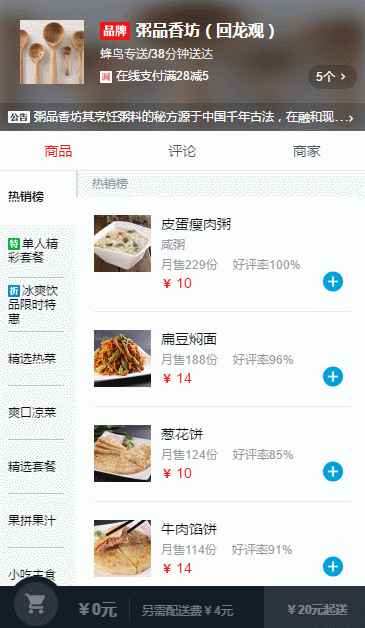 品牌 粥品香坊（回龙观）
蜂鸟专送/38分钟送达
减 在线支付满28减5
5个 >
公告 粥品香坊其烹饪粥料的秘方源于中国千年古法，在融和现... >
商品 评论 商家
热销榜
特 单人精
彩套餐
折 冰爽饮
品限时特
惠
精选热菜
爽口凉菜
精选套餐
果拼果汁
小吃主食
热销榜
皮蛋瘦肉粥
咸粥
月售229份 好评率100%
￥ 10
扁豆焖面
月售188份 好评率96%
￥ 14
葱花饼
月售124份 好评率85%
￥ 10
牛肉馅饼
月售114份 好评率91%
￥ 14
￥0元 另需配送费￥4元 ￥20元起送